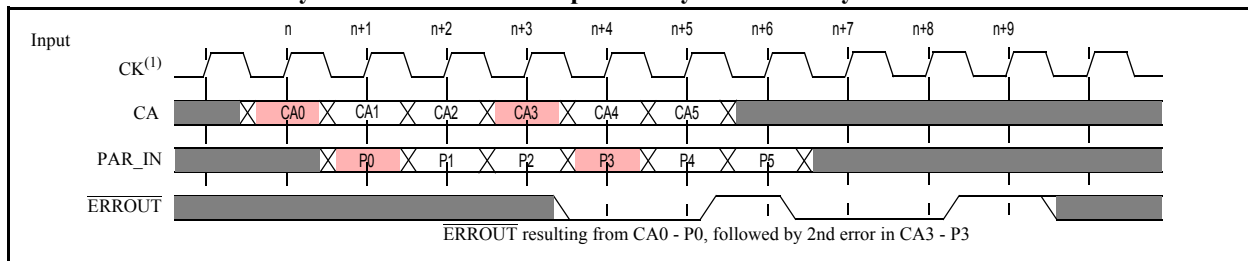 n n+1 n+2 n+3 n+4 n+5 n+6 n+7 n+8 n+9
Input
CK(1)
CA CA0 CA1 CA2 CA3 CA4 CA5
PAR_IN P0 P1 P2 P3 P4 P5
ERROUT
ERROUT resulting from CA0 - P0, followed by 2nd error in CA3 - P3